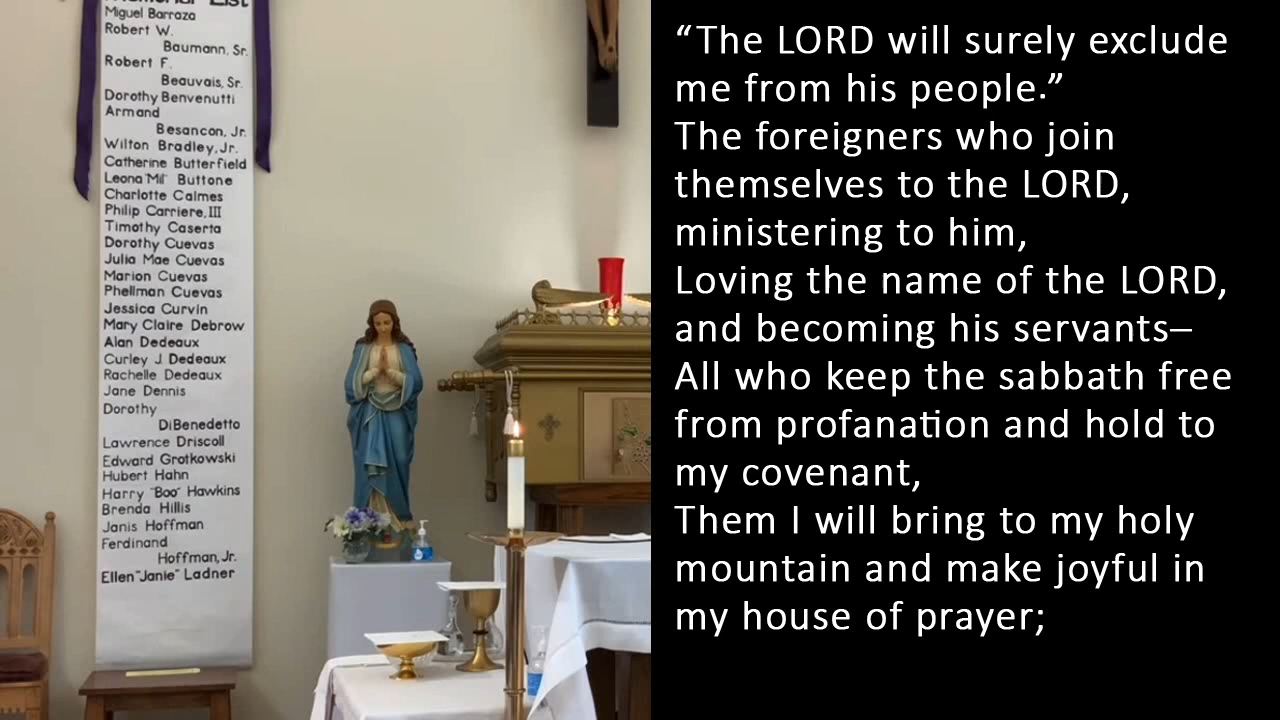 Memorial List
Miguel Barraza
Robert W.
Baumann, Sr.
Robert F.
Beauvais, Sr.
Dorothy Benvenutti
Armand
Besancon, Jr.
Wilton Bradley, Jr.
Catherine Butterfield
Leona "Mil" Buttone
Charlotte Calmes
Philip Carriere, III
Timothy Caserta
Dorothy Cuevas
Julia Mae Cuevas
Marion Cuevas
Phellman Cuevas
Jessica Curvin
Mary Claire Debrow
Alan Dedeaux
Curley J. Dedeaux
Rachelle Dedeaux
Jane Dennis
Dorothy
DiBenedetto
Lawrence Driscoll
Edward Grotkowski
Hubert Hahn
Harry "Boo" Hawkins
Brenda Hillis
Janis Hoffman
Ferdinand
Hoffman, Jr.
Ellen "Janie" Ladner
“The LORD will surely exclude
me from his people.”
The foreigners who join
themselves to the LORD,
ministering to him,
Loving the name of the LORD,
and becoming his servants–
All who keep the sabbath free
from profanation and hold to
my covenant,
Them I will bring to my holy
mountain and make joyful in
my house of prayer;